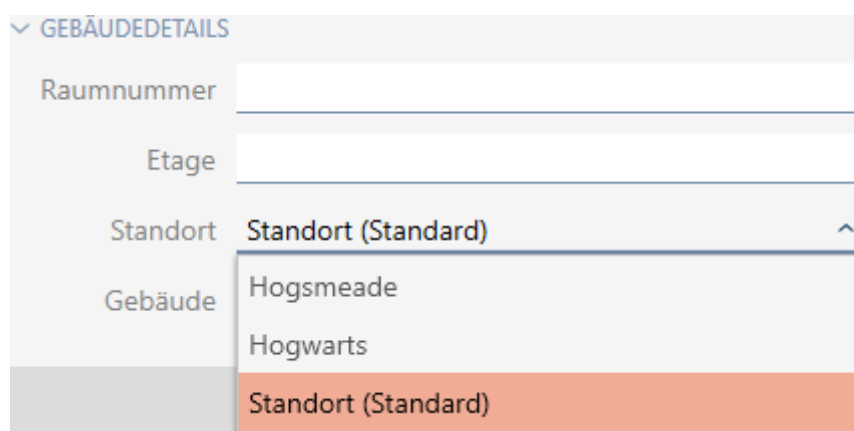 GEBÄUDEDETAILS
Raumnummer
Etage
Standort Standort (Standard)
Gebäude
Hogsmeade
Hogwarts
Standort (Standard)